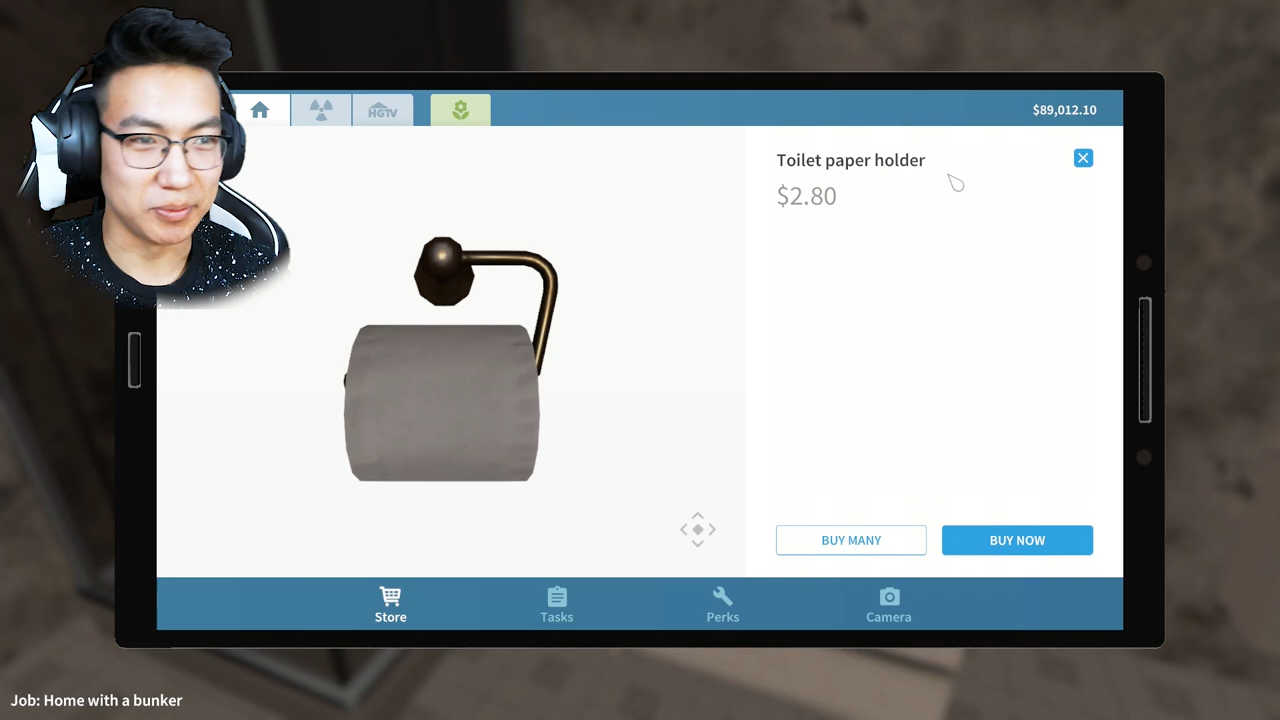 HGTV
$89,012.10
Toilet paper holder
$2.80
BUY MANY
BUY NOW
Store
Tasks
Perks
Camera
Job: Home with a bunker